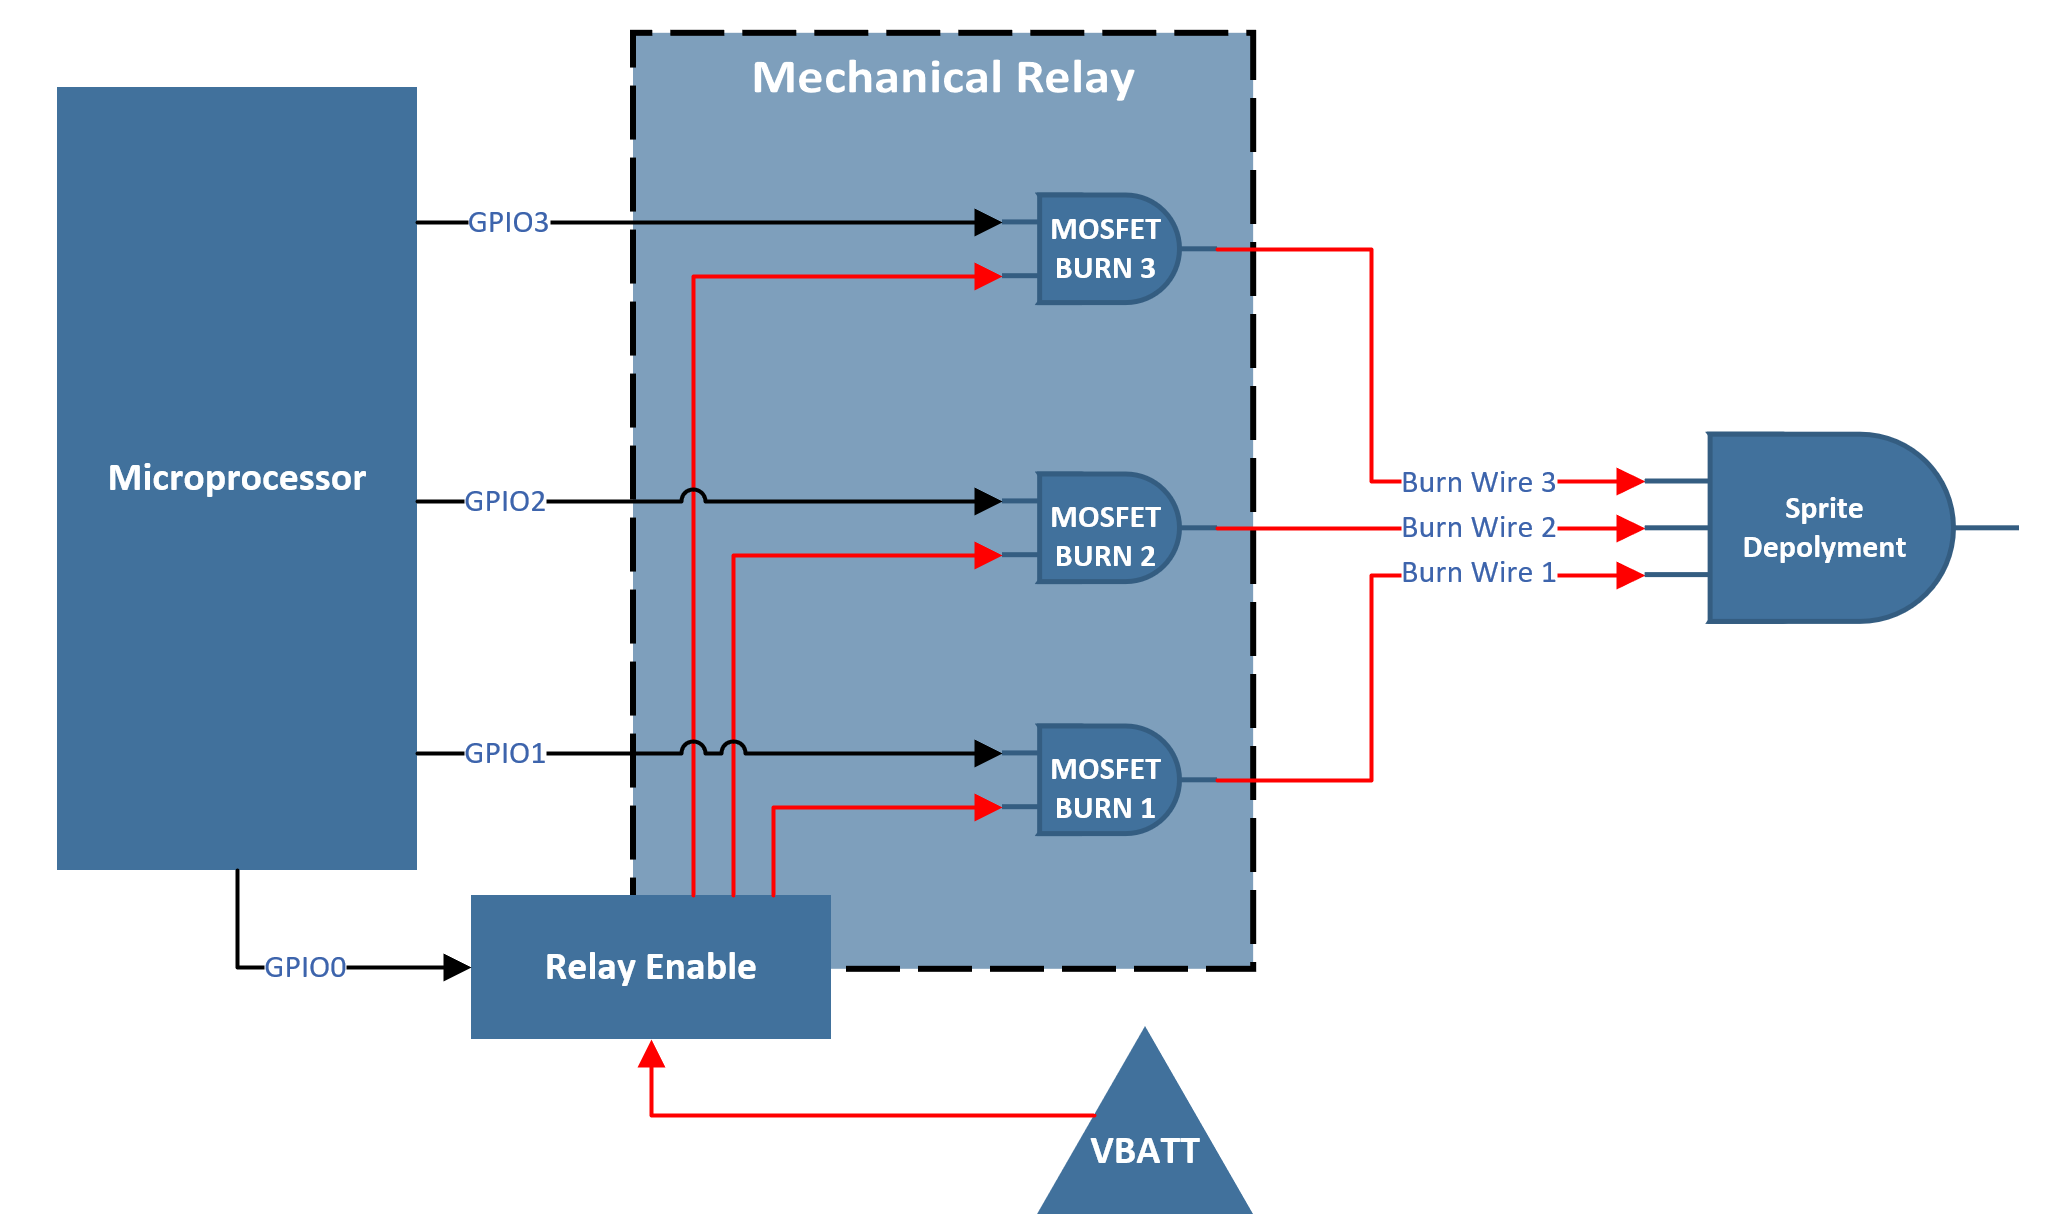 Mechanical Relay
GPIO3
MOSFET
BURN 3
Microprocessor
GPIO2
MOSFET
BURN 2
Burn Wire 3
Burn Wire 2
Burn Wire 1
Sprite
Depolyment
GPIO1
MOSFET
BURN 1
GPIO0
Relay Enable
VBATT